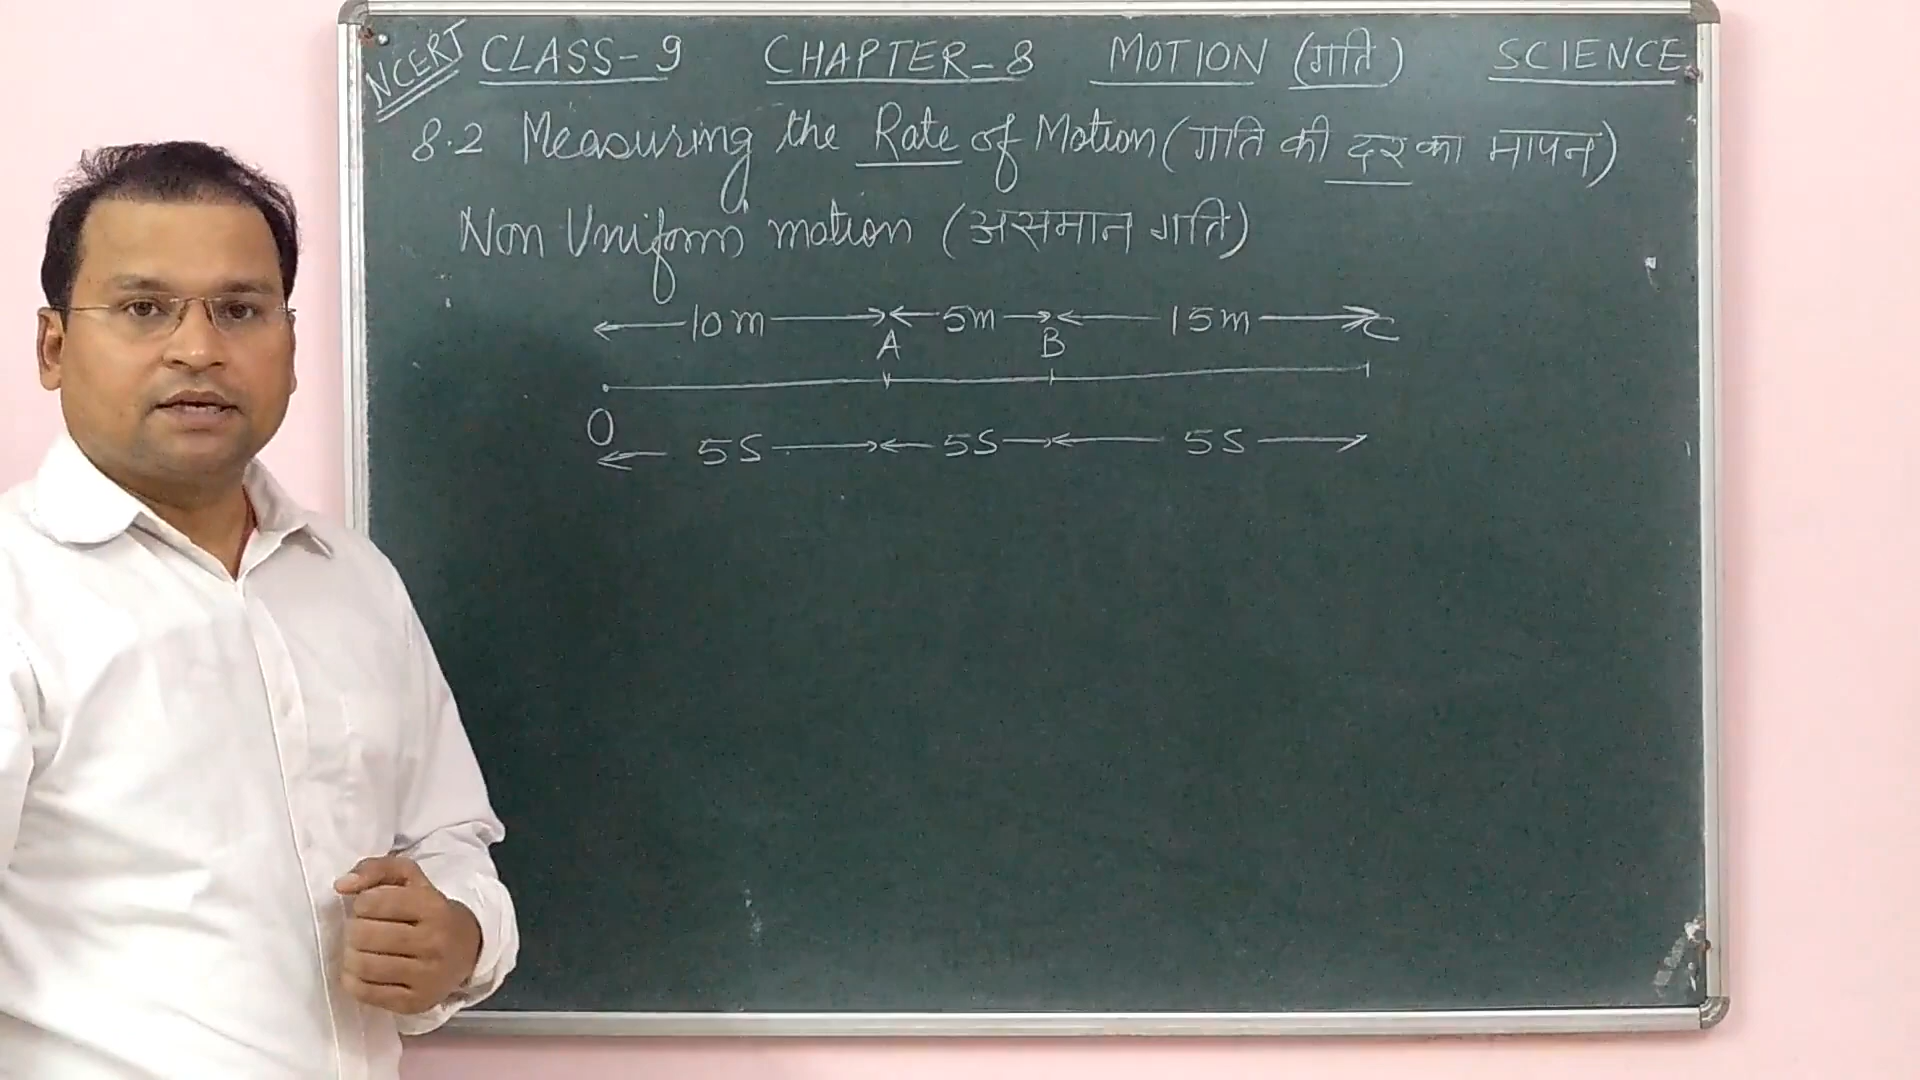 NCERT CLASS-9 CHAPTER-8 MOTION (गति) SCIENCE
8.2 Measuring the Rate of Motion (गति की दर का मापन)
Non Uniform motion (असमान गति)
10m 5m 15m
A B C
O
5S 5S 5S